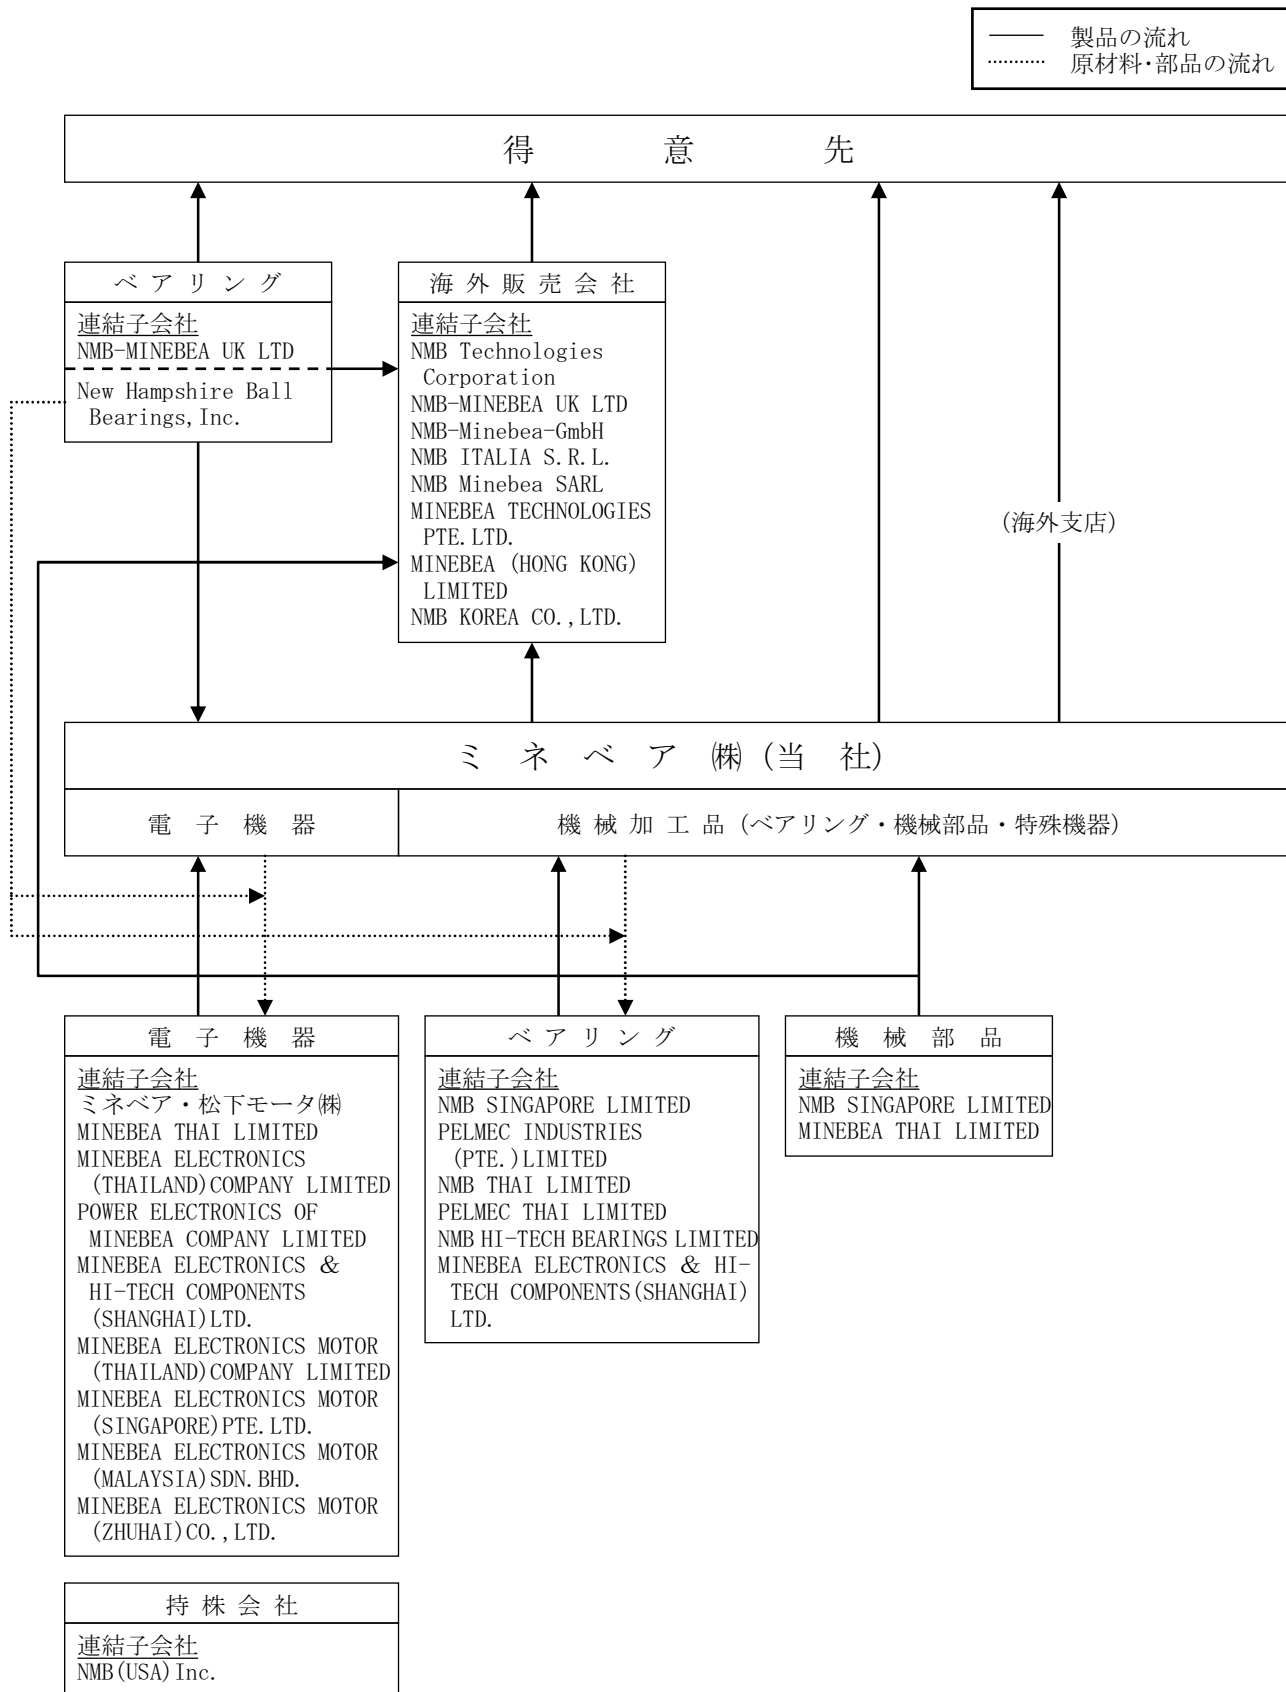 製品の流れ
原材料・部品の流れ
得意先
ベアリング
連結子会社
NMB-MINEBEA UK LTD
New Hampshire Ball
Bearings,Inc.
海外販売会社
連結子会社
NMB Technologies
Corporation
NMB-MINEBEA UK LTD
NMB-Minebea-GmbH
NMB ITALIA S.R.L.
NMB Minebea SARL
MINEBEA TECHNOLOGIES
PTE.LTD.
MINEBEA (HONG KONG)
LIMITED
NMB KOREA CO.,LTD.
(海外支店)
ミネベア㈱(当社)
電子機器
機械加工品(ベアリング・機械部品・特殊機器)
電子機器
連結子会社
ミネベア・松下モータ㈱
MINEBEA THAI LIMITED
MINEBEA ELECTRONICS
(THAILAND)COMPANY LIMITED
POWER ELECTRONICS OF
MINEBEA COMPANY LIMITED
MINEBEA ELECTRONICS &
HI-TECH COMPONENTS
(SHANGHAI)LTD.
MINEBEA ELECTRONICS MOTOR
(THAILAND)COMPANY LIMITED
MINEBEA ELECTRONICS MOTOR
(SINGAPORE)PTE.LTD.
MINEBEA ELECTRONICS MOTOR
(MALAYSIA)SDN.BHD.
MINEBEA ELECTRONICS MOTOR
(ZHUHAI)CO.,LTD.
ベアリング
連結子会社
NMB SINGAPORE LIMITED
PELMEC INDUSTRIES
(PTE.)LIMITED
NMB THAI LIMITED
PELMEC THAI LIMITED
NMB HI-TECH BEARINGS LIMITED
MINEBEA ELECTRONICS & HI-
TECH COMPONENTS(SHANGHAI)
LTD.
機械部品
連結子会社
NMB SINGAPORE LIMITED
MINEBEA THAI LIMITED
持株会社
連結子会社
NMB(USA)Inc.